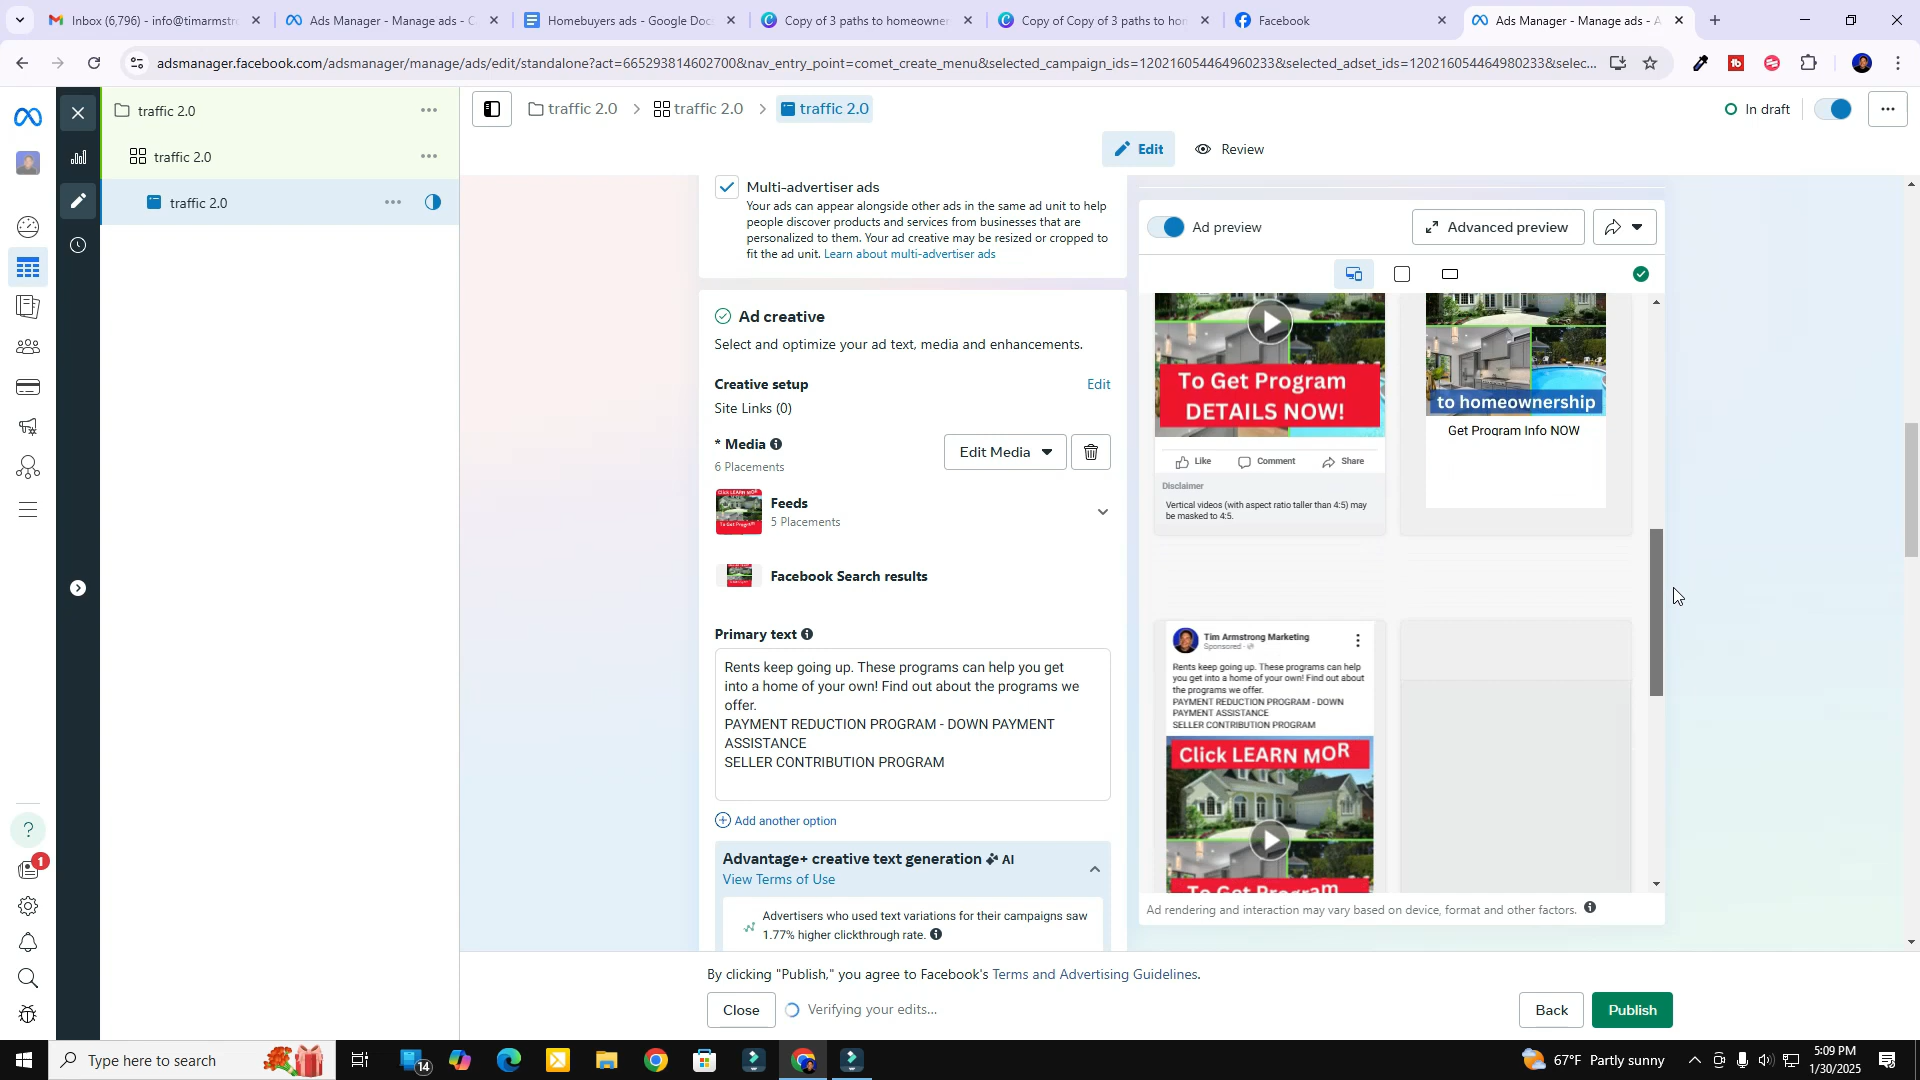 Inbox (6,796) - info@timarmstr
Ads Manager - Manage ads - C
Homebuyers ads - Google Doc
Copy of 3 paths to homeowner
Copy of Copy of 3 paths to hom
Facebook
Ads Manager - Manage ads - A
adsmanager.facebook.com/adsmanager/manage/ads/edit/standalone?act=665293814602700&nav_entry_point=comet_create_menu&selected_campaign_ids=120216054464960233&selected_adset_ids=120216054464980233&selec...
traffic 2.0
traffic 2.0
traffic 2.0
traffic 2.0 > traffic 2.0 > traffic 2.0
In draft
Edit
Review
Multi-advertiser ads
Your ads can appear alongside other ads in the same ad unit to help
people discover products and services from businesses that are
personalized to them. Your ad creative may be resized or cropped to
fit the ad unit. Learn about multi-advertiser ads
Ad creative
Select and optimize your ad text, media and enhancements.
Creative setup
Edit
Site Links (0)
* Media
6 Placements
Edit Media
Feeds
5 Placements
Facebook Search results
Primary text
Rents keep going up. These programs can help you get
into a home of your own! Find out about the programs we
offer.
PAYMENT REDUCTION PROGRAM - DOWN PAYMENT
ASSISTANCE
SELLER CONTRIBUTION PROGRAM
Add another option
Advantage+ creative text generation AI
View Terms of Use
Advertisers who used text variations for their campaigns saw
1.77% higher clickthrough rate.
Ad preview
Advanced preview
To Get Program
DETAILS NOW!
Like
Comment
Share
Disclaimer
Vertical videos (with aspect ratio taller than 4:5) may
be masked to 4:5.
to homeownership
Get Program Info NOW
Tim Armstrong Marketing
Sponsored
Rents keep going up. These programs can help
you get into a home of your own! Find out about
the programs we offer.
PAYMENT REDUCTION PROGRAM - DOWN
PAYMENT ASSISTANCE
SELLER CONTRIBUTION PROGRAM
Click LEARN MOR
To Get Program
Ad rendering and interaction may vary based on device, format and other factors.
By clicking "Publish," you agree to Facebook's Terms and Advertising Guidelines.
Close
Verifying your edits...
Back
Publish
1
Type here to search
14
67°F Partly sunny
5:09 PM
1/30/2025